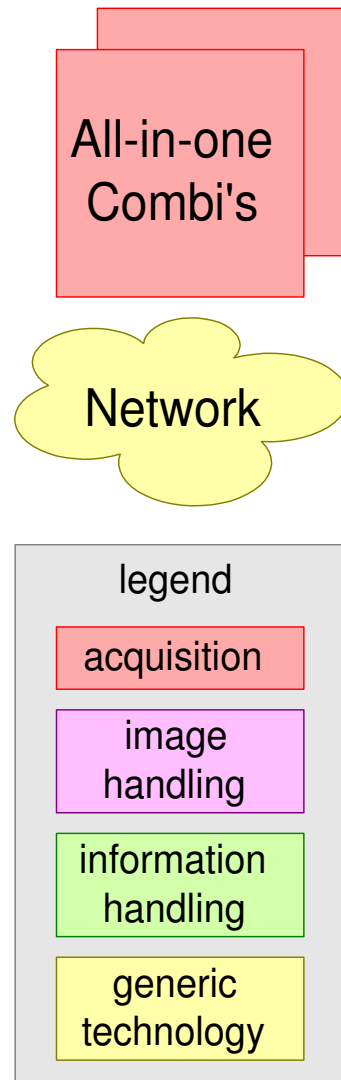 All-in-one
Combi's
Network
legend
acquisition
image
handling
information
handling
generic
technology